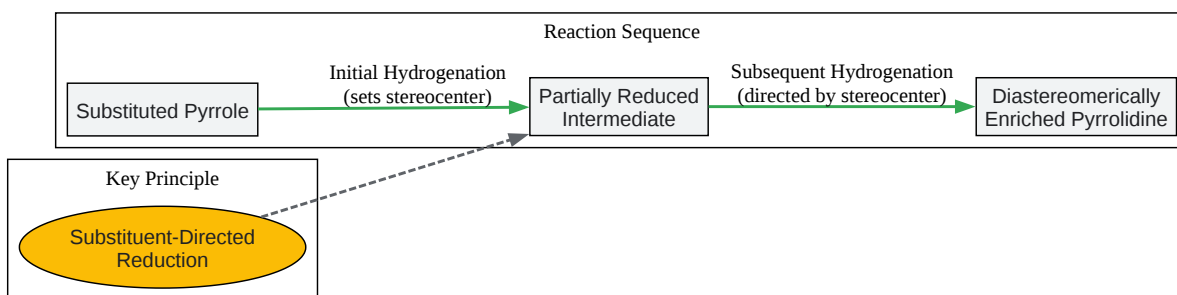 Reaction Sequence
Substituted Pyrrole
Initial Hydrogenation
(sets stereocenter)
Partially Reduced
Intermediate
Subsequent Hydrogenation
(directed by stereocenter)
Diastereomerically
Enriched Pyrrolidine
Key Principle
Substituent-Directed
Reduction